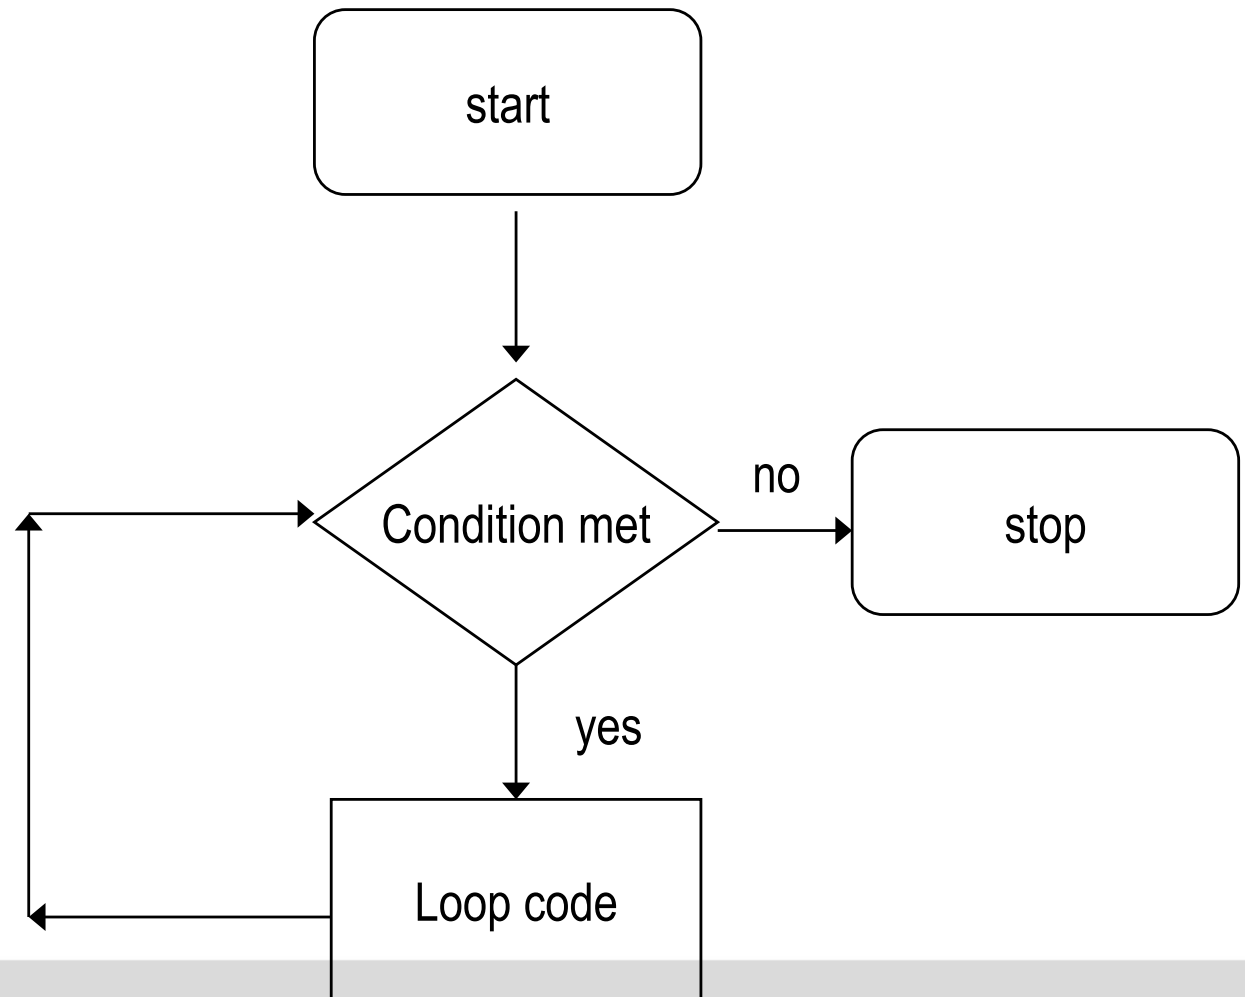 start
Condition met
no
stop
yes
Loop code